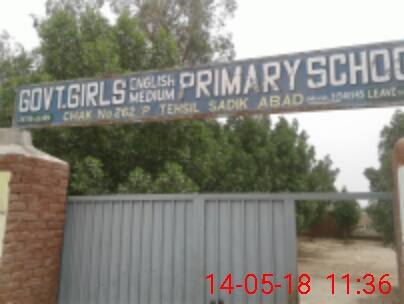 GOVT.GIRLS ENGLISH MEDIUM PRIMARY SCHOO
CHAK No 262 P TEHSIL SADIK ABAD
14-05-18 11:36